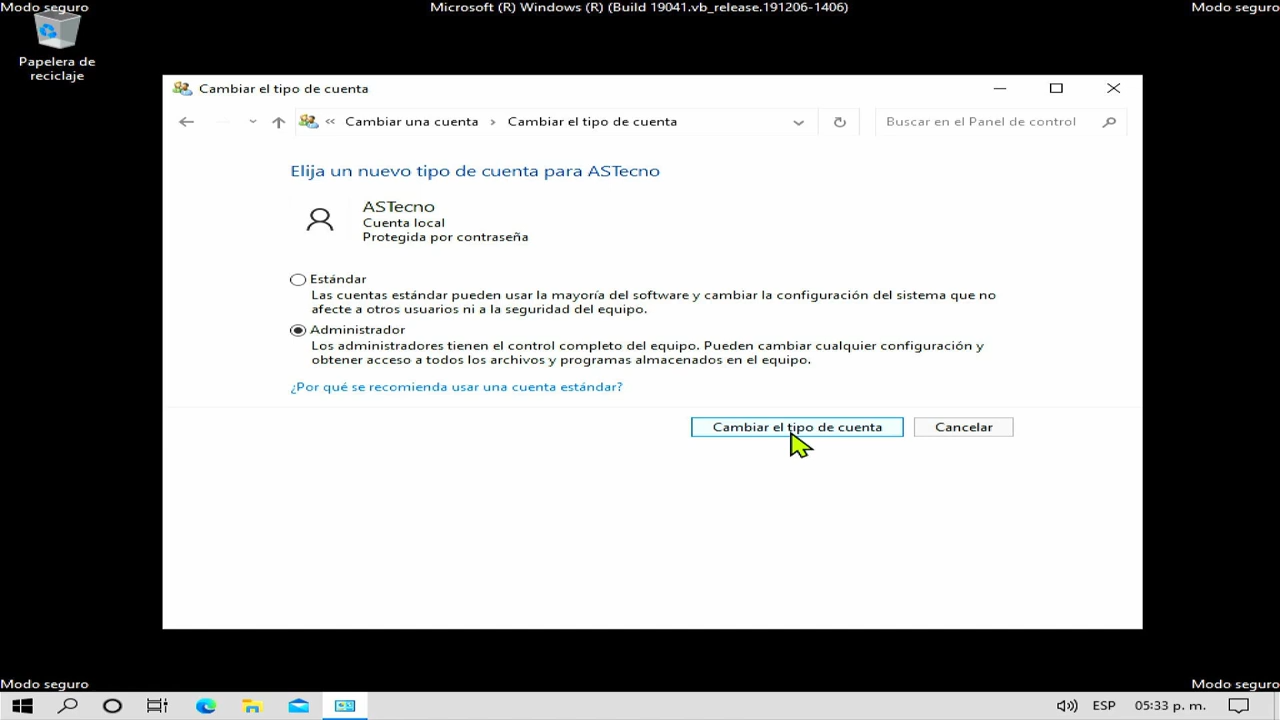 Modo seguro
Microsoft (R) Windows (R) (Build 19041.vb_release.191206-1406)
Modo seguro
Papelera de
reciclaje
Cambiar el tipo de cuenta
« Cambiar una cuenta › Cambiar el tipo de cuenta
Buscar en el Panel de control
Elija un nuevo tipo de cuenta para ASTecno
ASTecno
Cuenta local
Protegida por contraseña
Estándar
Las cuentas estándar pueden usar la mayoría del software y cambiar la configuración del sistema que no
afecte a otros usuarios ni a la seguridad del equipo.
Administrador
Los administradores tienen el control completo del equipo. Pueden cambiar cualquier configuración y
obtener acceso a todos los archivos y programas almacenados en el equipo.
¿Por qué se recomienda usar una cuenta estándar?
Cambiar el tipo de cuenta
Cancelar
Modo seguro
Modo seguro
ESP
05:33 p. m.